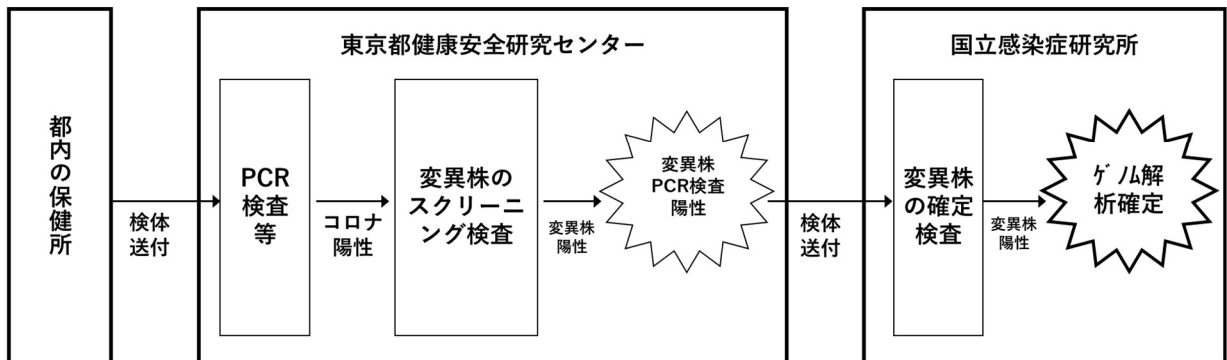 東京都健康安全研究センター
国立感染症研究所
都内の保健所
検体
送付
PCR
検査
等
コロナ
陽性
変異株の
スクリーニ
ング検査
変異株
陽性
変異株
PCR検査
陽性
検体
送付
変異株
の確定
検査
変異株
陽性
ゲノム解
析確定